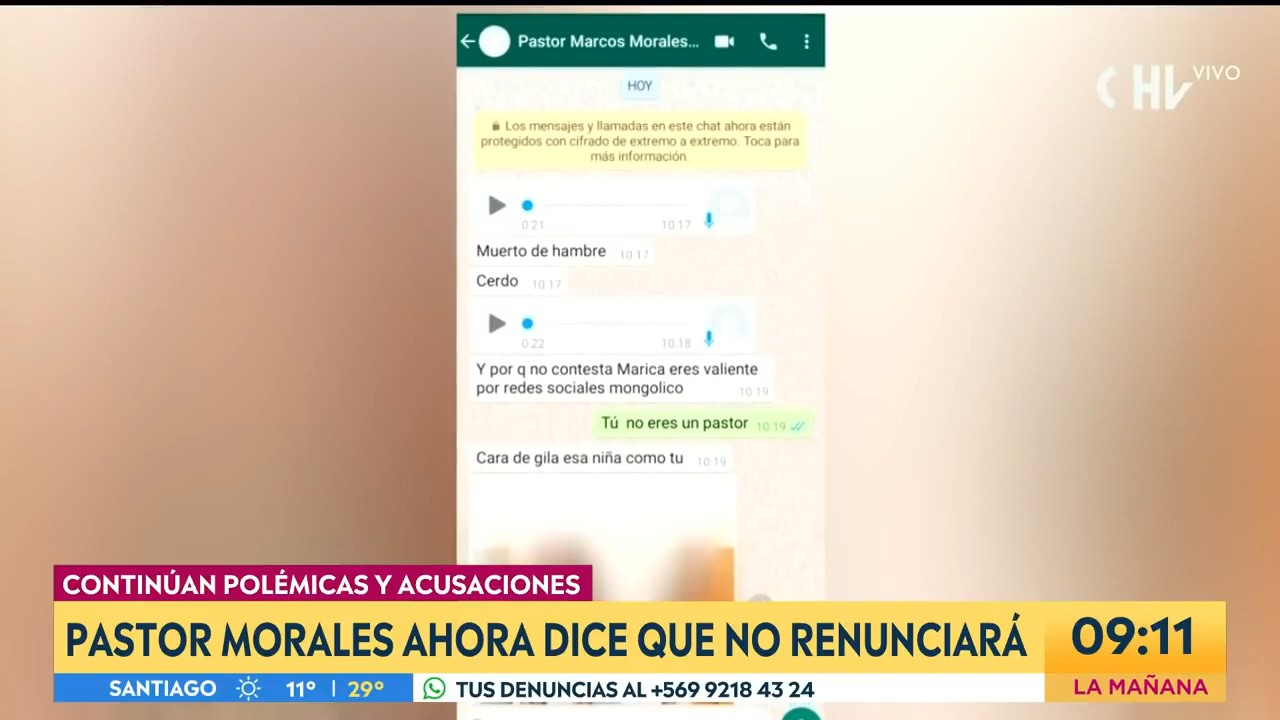 Pastor Marcos Morales...
CHV VIVO
HOY
Los mensajes y llamadas en este chat ahora están
protegidos con cifrado de extremo a extremo. Toca para
más información.
0:21 10:17
Muerto de hambre 10:17
Cerdo 10:17
0:22 10:18
Y por q no contesta Marica eres valiente
por redes sociales mongolico 10:19
Tú no eres un pastor 10:19
Cara de gila esa niña como tu 10:19
CONTINÚAN POLÉMICAS Y ACUSACIONES
PASTOR MORALES AHORA DICE QUE NO RENUNCIARÁ
09:11
SANTIAGO 11° | 29°
TUS DENUNCIAS AL +569 9218 43 24
LA MAÑANA